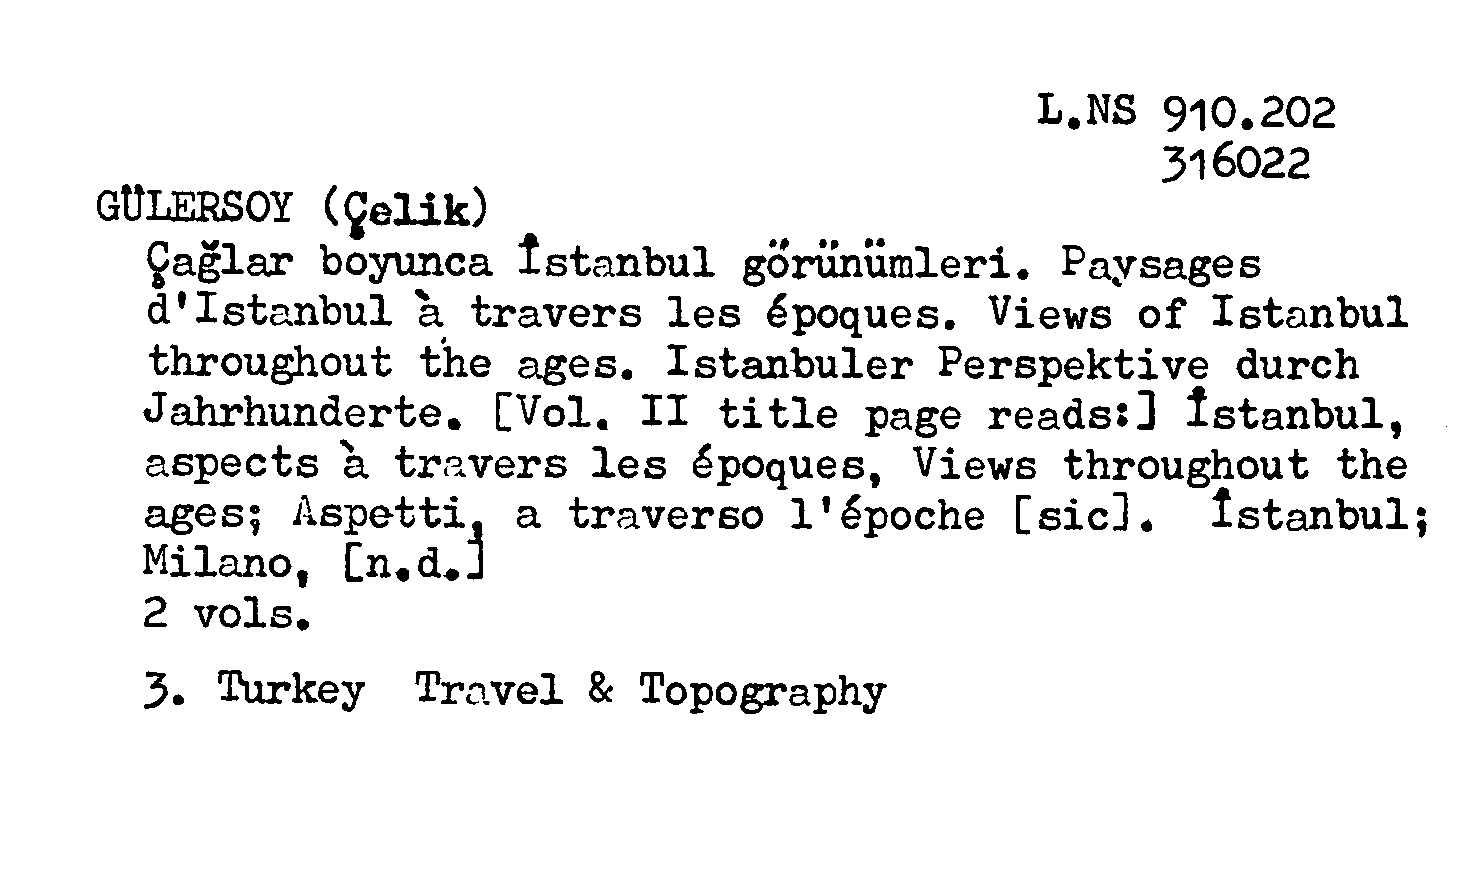 L.NS 910.202
316022
GÜLERSOY (Çelik)
Çağlar boyunca İstanbul görünümleri. Paysages
d'Istanbul à travers les époques. Views of Istanbul
throughout the ages. Istanbuler Perspektive durch
Jahrhunderte. [Vol. II title page reads:] İstanbul,
aspects à travers les époques, Views throughout the
ages; Aspetti, a traverso l'époche [sic]. İstanbul;
Milano, [n.d.]
2 vols.
3. Turkey Travel & Topography